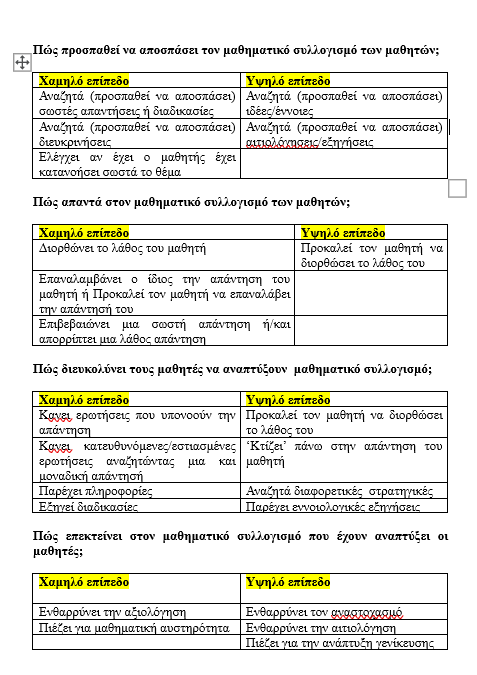 Πώς προσπαθεί να αποσπάσει τον μαθηματικό συλλογισμό των μαθητών;
Χαμηλό επίπεδο
Υψηλό επίπεδο
Αναζητά (προσπαθεί να αποσπάσει)
σωστές απαντήσεις ή διαδικασίες
Αναζητά (προσπαθεί να αποσπάσει)
ιδέες/έννοιες
Αναζητά (προσπαθεί να αποσπάσει)
διευκρινήσεις
Αναζητά (προσπαθεί να αποσπάσει)
αιτιολόγησεις/εξηγήσεις
Ελέγχει αν έχει ο μαθητής έχει
κατανοήσει σωστά το θέμα
Πώς απαντά στον μαθηματικό συλλογισμό των μαθητών;
Χαμηλό επίπεδο
Υψηλό επίπεδο
Διορθώνει το λάθος του μαθητή
Προκαλεί τον μαθητή να
διορθώσει το λάθος του
Επαναλαμβάνει ο ίδιος την απάντηση του
μαθητή ή Προκαλεί τον μαθητή να επαναλάβει
την απάντησή του
Επιβεβαιώνει μια σωστή απάντηση ή/και
απορρίπτει μια λάθος απάντηση
Πώς διευκολύνει τους μαθητές να αναπτύξουν μαθηματικό συλλογισμό;
Χαμηλό επίπεδο
Υψηλό επίπεδο
Κανει ερωτήσεις που υπονοούν την
απάντηση
Προκαλεί τον μαθητή να διορθώσει
το λάθος του
Κανει κατευθυνόμενες/εστιασμένες
ερωτήσεις αναζητώντας μια και
μοναδική απάντησή
‘Κτίζει’ πάνω στην απάντηση του
μαθητή
Παρέχει πληροφορίες
Αναζητά διαφορετικές στρατηγικές
Εξηγεί διαδικασίες
Παρέχει εννοιολογικές εξηγήσεις
Πώς επεκτείνει στον μαθηματικό συλλογισμό που έχουν αναπτύξει οι
μαθητές;
Χαμηλό επίπεδο
Υψηλό επίπεδο
Ενθαρρύνει την αξιολόγηση
Ενθαρρύνει τον αναστοχασμό
Πιέζει για μαθηματική αυστηρότητα
Ενθαρρύνει την αιτιολόγηση
Πιέζει για την ανάπτυξη γενίκευσης